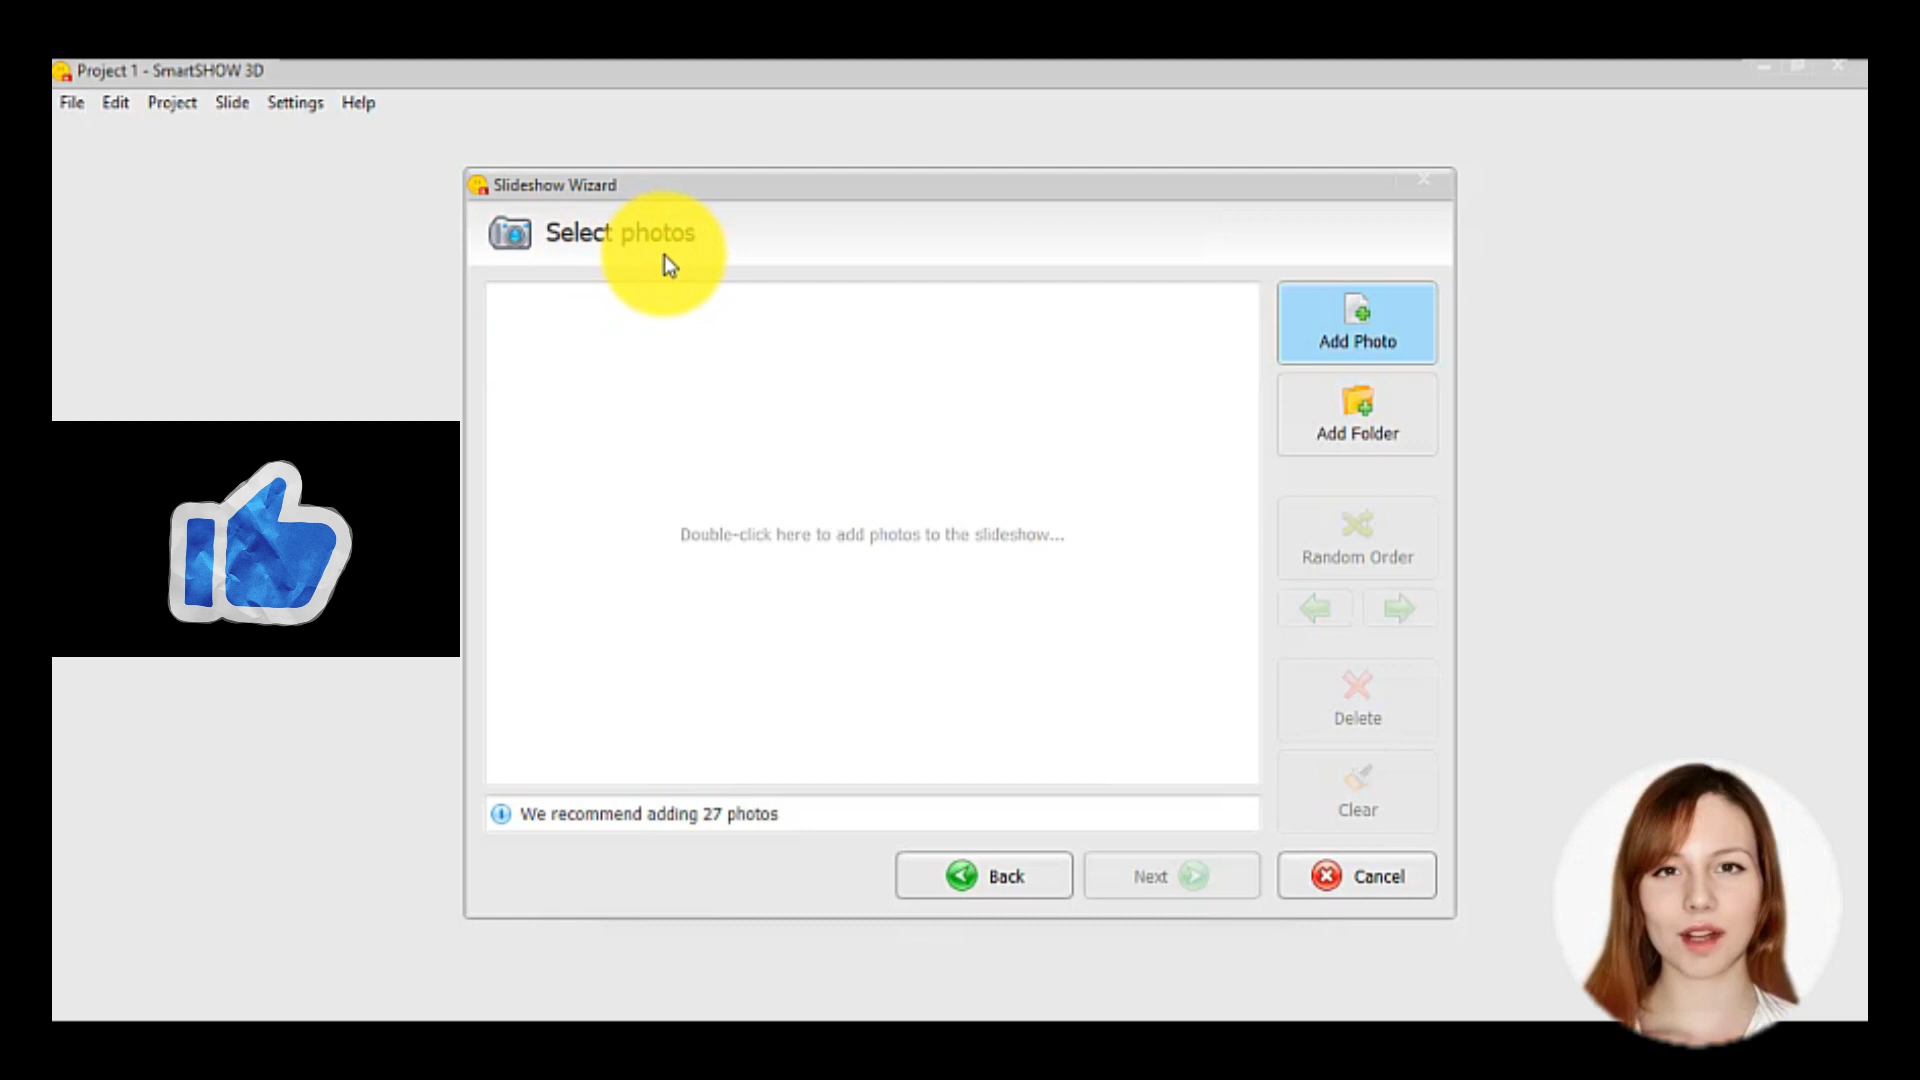 Project 1 - SmartSHOW 3D
File Edit Project Slide Settings Help
Slideshow Wizard
Select photos
Add Photo
Add Folder
Double-click here to add photos to the slideshow...
Random Order
Delete
Clear
We recommend adding 27 photos
Back Next Cancel